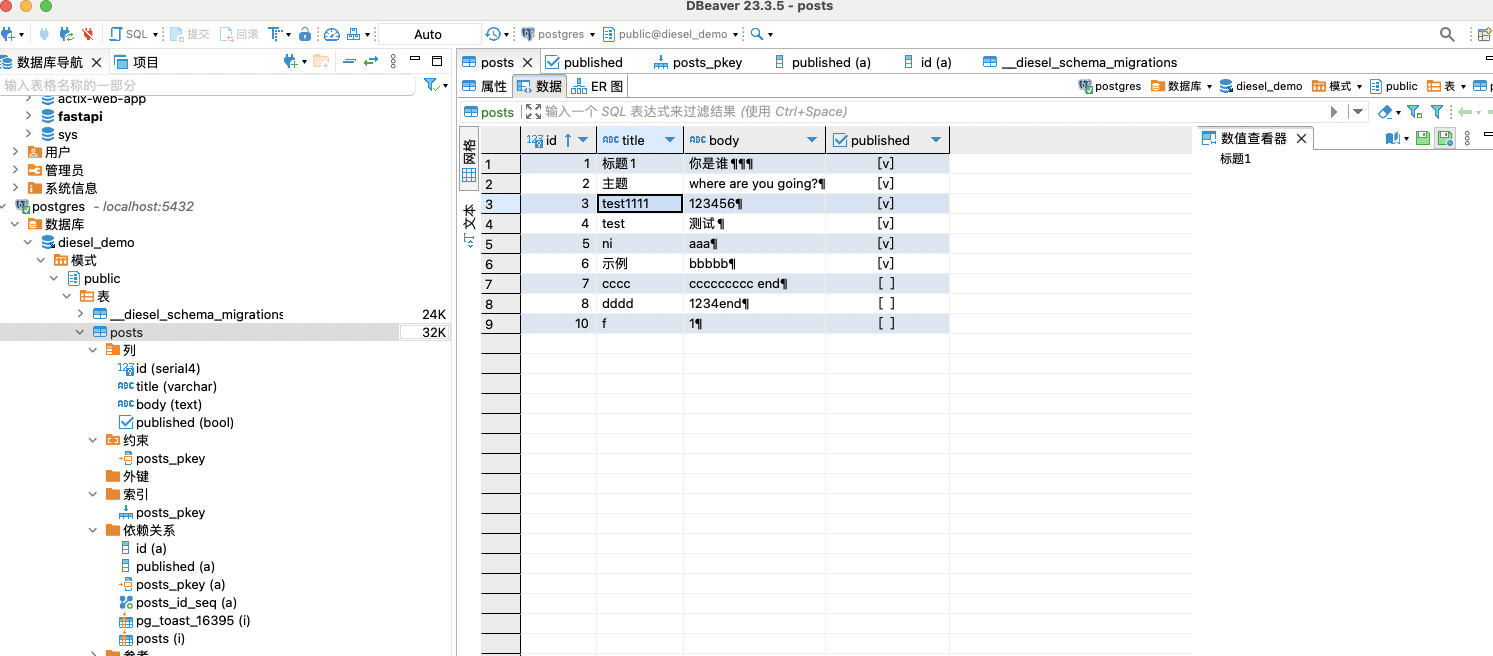 DBeaver 23.3.5 - posts
SQL 提交 回滚 Auto postgres public@diesel_demo
数据库导航 项目
输入表格名称的一部分
actix-web-app
fastapi
sys
用户
管理员
系统信息
postgres - localhost:5432
数据库
diesel_demo
模式
public
表
__diesel_schema_migrations 24K
posts 32K
列
id (serial4)
title (varchar)
body (text)
published (bool)
约束
posts_pkey
外键
索引
posts_pkey
依赖关系
id (a)
published (a)
posts_pkey (a)
posts_id_seq (a)
pg_toast_16395 (i)
posts (i)
参考
posts published posts_pkey published (a) id (a) __diesel_schema_migrations
属性 数据 ER 图 postgres 数据库 diesel_demo 模式 public 表
posts 输入一个 SQL 表达式来过滤结果 (使用 Ctrl+Space)
网格
文本
123 id ABC title ABC body published
1 1 标题1 你是谁¶¶¶ [v]
2 2 主题 where are you going?¶ [v]
3 3 test1111 123456¶ [v]
4 4 test 测试¶ [v]
5 5 ni aaa¶ [v]
6 6 示例 bbbbb¶ [v]
7 7 cccc ccccccccc end¶ [ ]
8 8 dddd 1234end¶ [ ]
9 10 f 1¶ [ ]
数值查看器
标题1